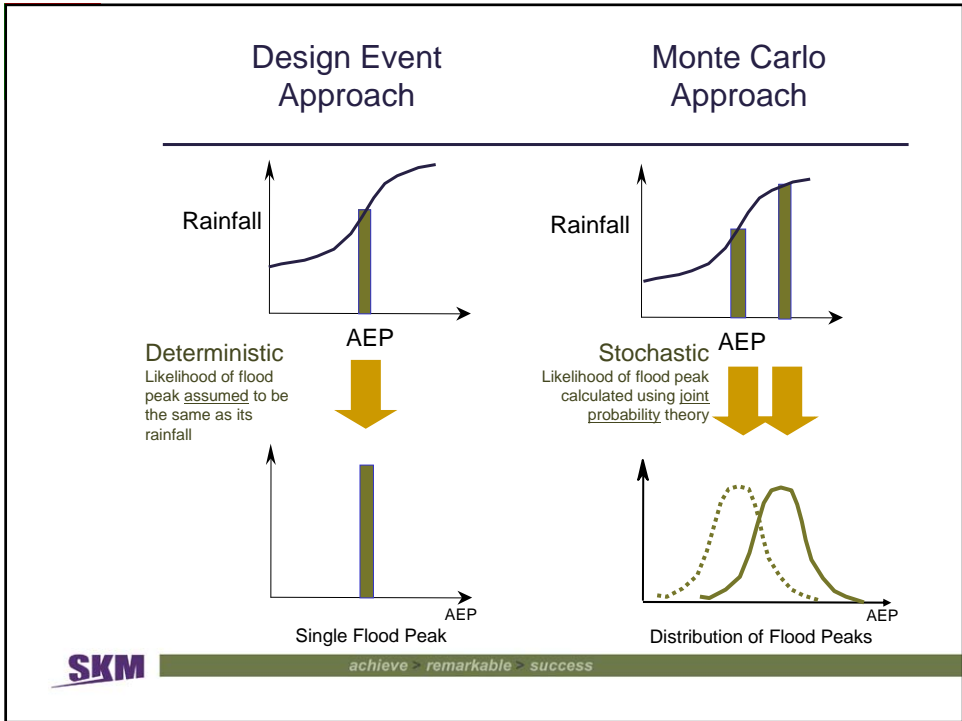 Design Event
Approach
Monte Carlo
Approach
Rainfall
AEP
Deterministic
Likelihood of flood
peak assumed to be
the same as its
rainfall
AEP
Single Flood Peak
Rainfall
AEP
Stochastic
Likelihood of flood peak
calculated using joint
probability theory
AEP
Distribution of Flood Peaks
SKM
achieve > remarkable > success